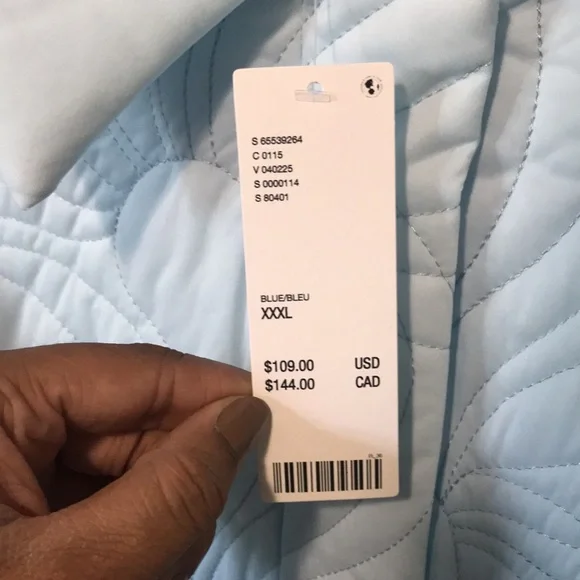 S 65539264
C 0115
V 040225
S 0000114
S 80401
BLUE/BLEU
XXXL
$109.00 USD
$144.00 CAD